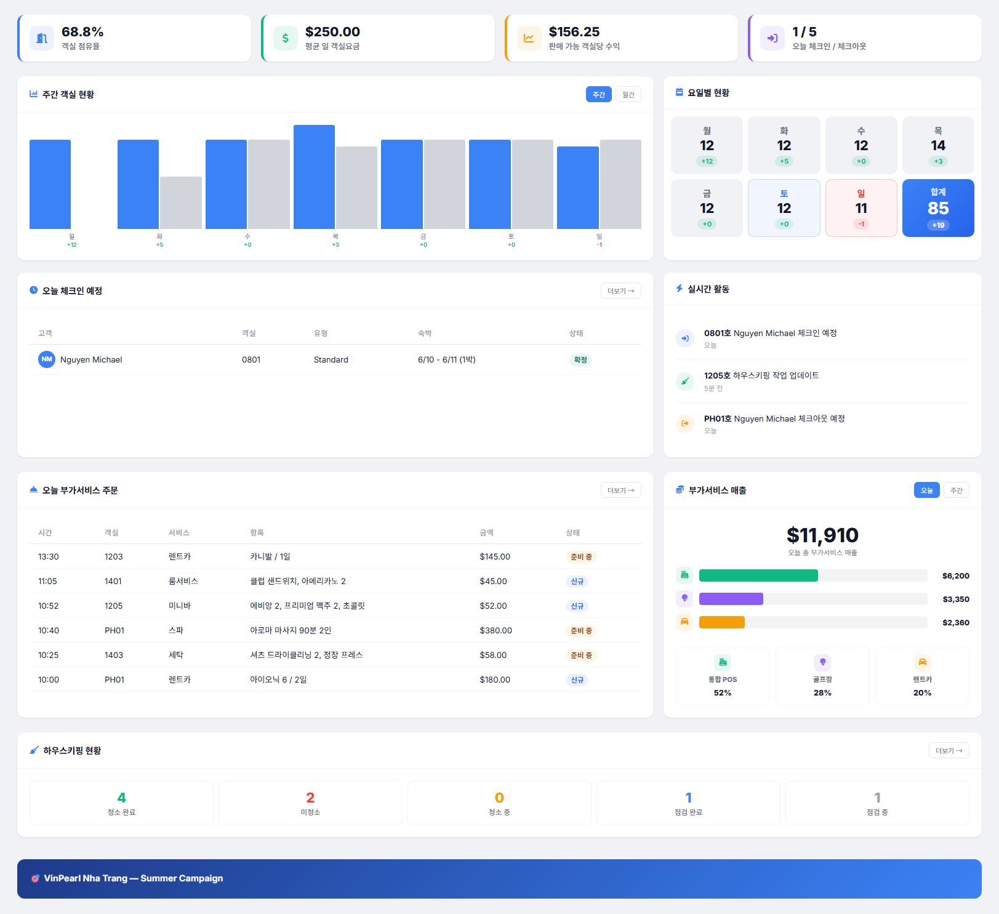 68.8%
객실 점유율
$250.00
평균 일 객실요금
$156.25
판매 가능 객실당 수익
1 / 5
오늘 체크인 / 체크아웃
주간 객실 현황
주간
월간
월
+12
화
+5
수
+0
목
+3
금
+0
토
+0
일
-1
요일별 현황
월
12
+12
화
12
+5
수
12
+0
목
14
+3
금
12
+0
토
12
+0
일
11
-1
합계
85
+19
오늘 체크인 예정
더보기 →
고객 객실 유형 숙박 상태
NM Nguyen Michael 0801 Standard 6/10 - 6/11 (1박) 확정
실시간 활동
0801호 Nguyen Michael 체크인 예정
오늘
1205호 하우스키핑 작업 업데이트
5분 전
PH01호 Nguyen Michael 체크아웃 예정
오늘
오늘 부가서비스 주문
더보기 →
시간 객실 서비스 항목 금액 상태
13:30 1203 렌트카 카니발 / 1일 $145.00 준비 중
11:05 1401 룸서비스 클럽 샌드위치, 아메리카노 2 $45.00 신규
10:52 1205 미니바 에비앙 2, 프리미엄 맥주 2, 초콜릿 $52.00 신규
10:40 PH01 스파 아로마 마사지 90분 2인 $380.00 준비 중
10:25 1403 세탁 셔츠 드라이클리닝 2, 정장 프레스 $58.00 준비 중
10:00 PH01 렌트카 아이오닉 6 / 2일 $180.00 신규
부가서비스 매출
오늘
주간
$11,910
오늘 총 부가서비스 매출
$6,200
$3,350
$2,360
통합 POS
52%
골프장
28%
렌트카
20%
하우스키핑 현황
더보기 →
4
청소 완료
2
미청소
0
청소 중
1
점검 완료
1
점검 중
VinPearl Nha Trang — Summer Campaign